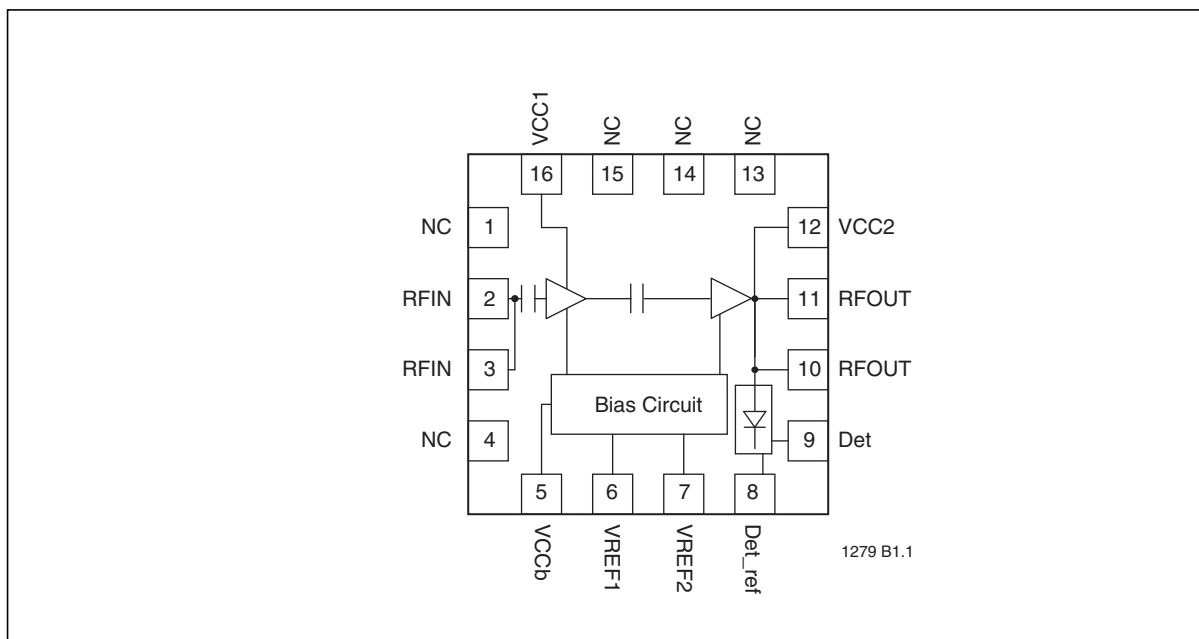 VCC1 NC NC NC
16 15 14 13
NC 1 12 VCC2
RFIN 2 11 RFOUT
RFIN 3 10 RFOUT
Bias Circuit
NC 4 9 Det
5 6 7 8
VCCb VREF1 VREF2 Det_ref
1279 B1.1